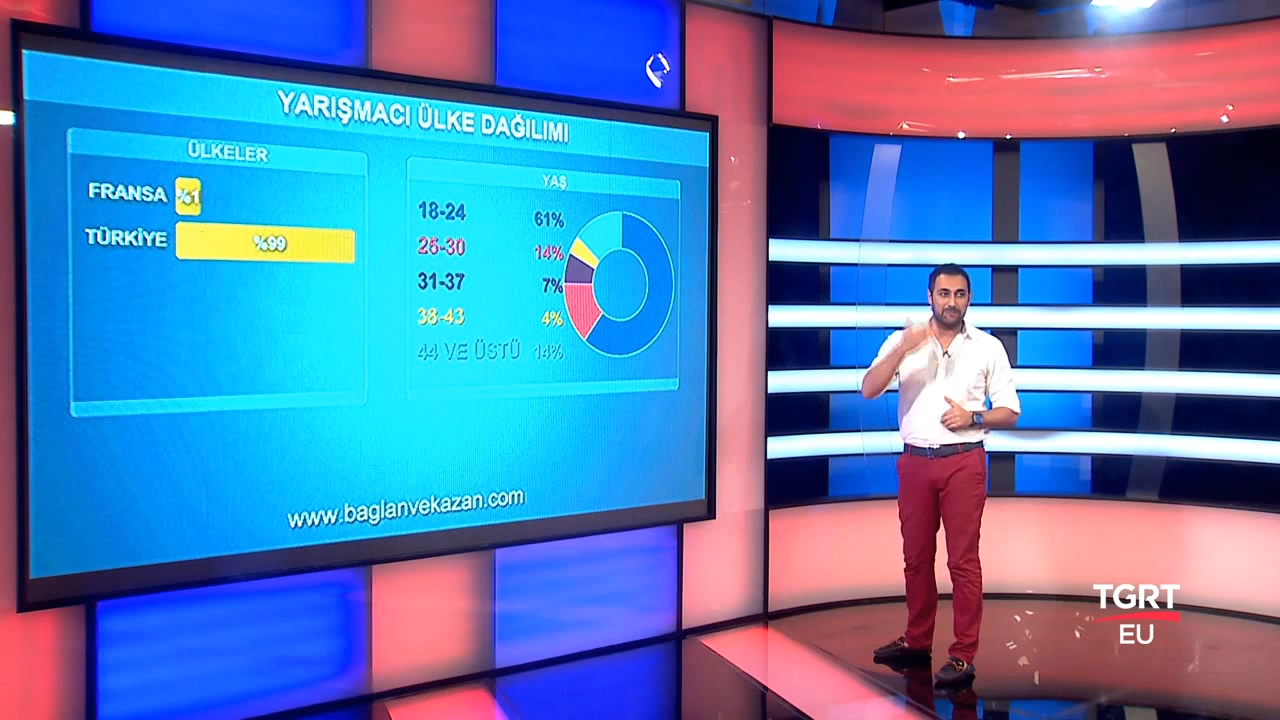 YARIŞMACI ÜLKE DAĞILIMI
ÜLKELER
FRANSA %1
TÜRKİYE %99
YAŞ
18-24 61%
25-30 14%
31-37 7%
38-43 4%
44 VE ÜSTÜ 14%
www.baglanvekazan.com
TGRT
EU